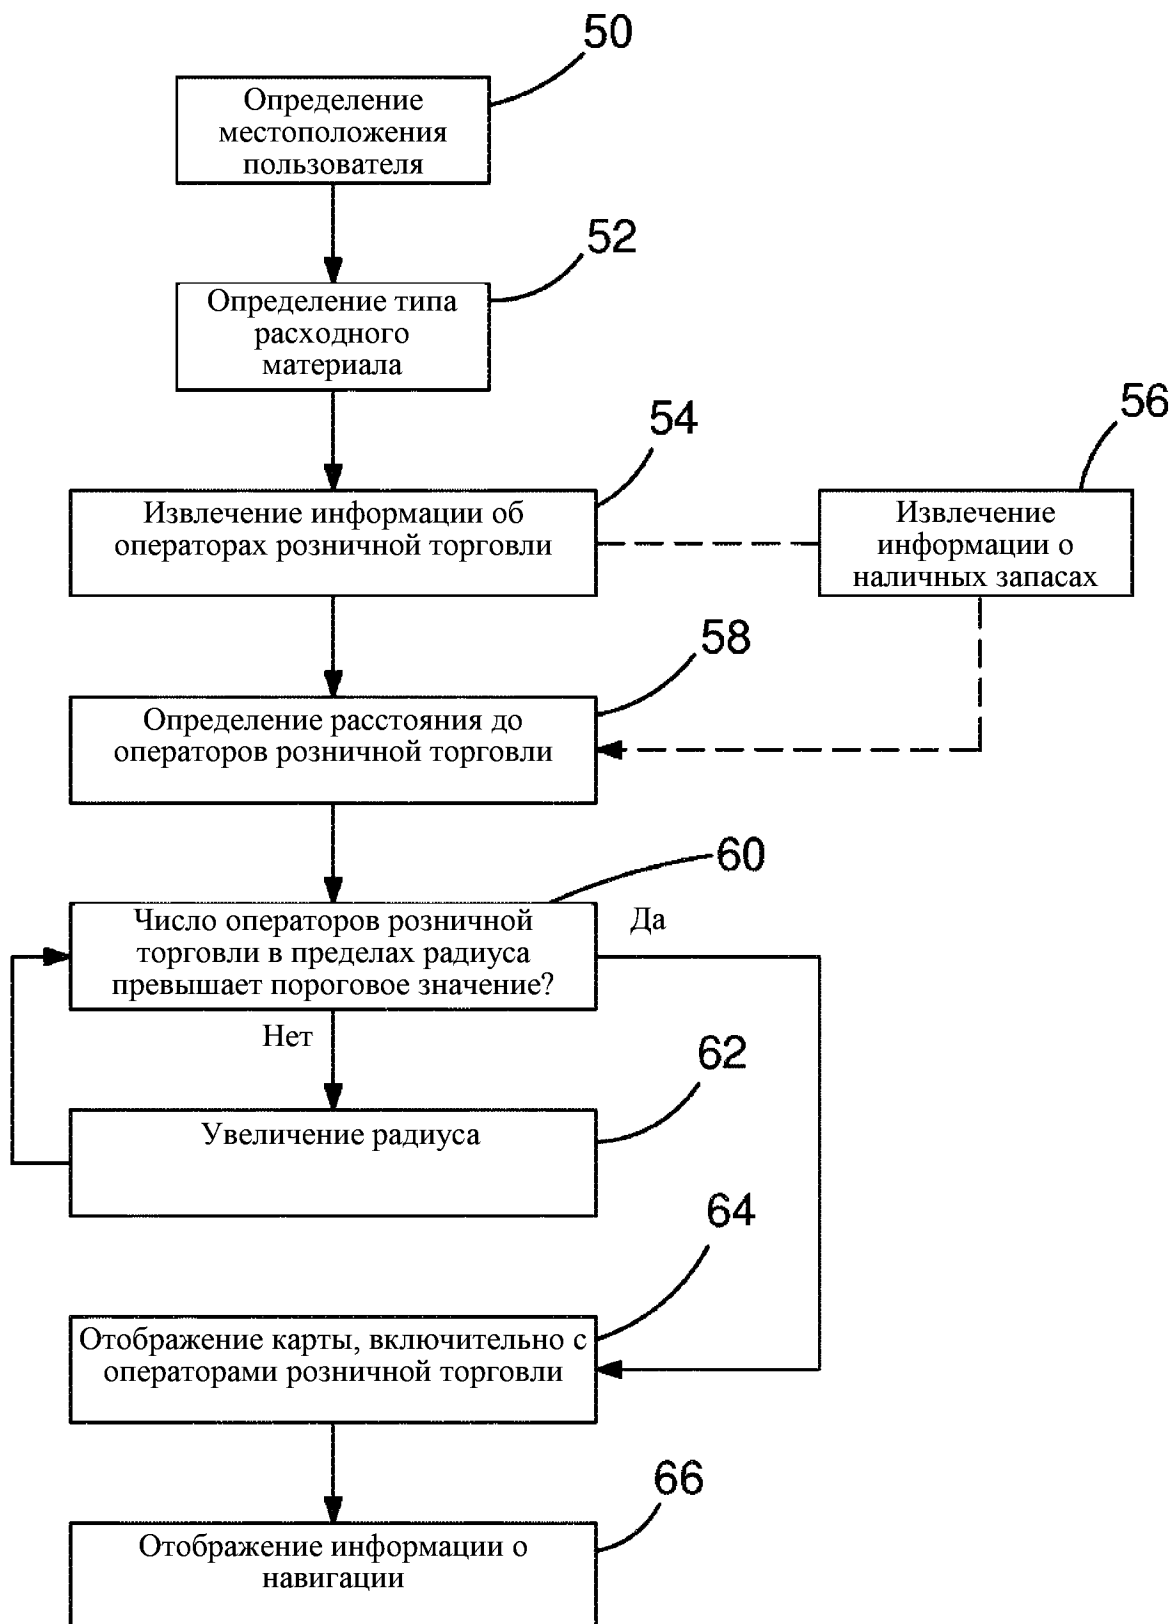 50
Определение
местоположения
пользователя
52
Определение типа
расходного
материала
54
Извлечение информации об
операторах розничной торговли
56
Извлечение
информации о
наличных запасах
58
Определение расстояния до
операторов розничной торговли
60
Число операторов розничной
торговли в пределах радиуса
превышает пороговое значение?
Да
Нет
62
Увеличение радиуса
64
Отображение карты, включительно с
операторами розничной торговли
66
Отображение информации о
навигации